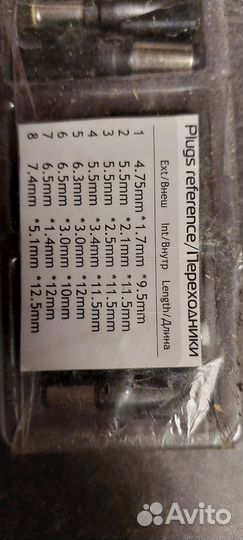 Plugs reference/Переходники
Ext/Внеш Int/Внутр Length/Длина
1 4.75mm*1.7mm *9.5mm
2 5.5mm *2.1mm *11.5mm
3 5.5mm *2.5mm *11.5mm
4 5.5mm *3.4mm *11.5mm
5 6.3mm *3.0mm *12mm
6 6.5mm *3.0mm *10mm
7 6.5mm *1.4mm *12mm
8 7.4mm *5.1mm *12.5mm
Avito